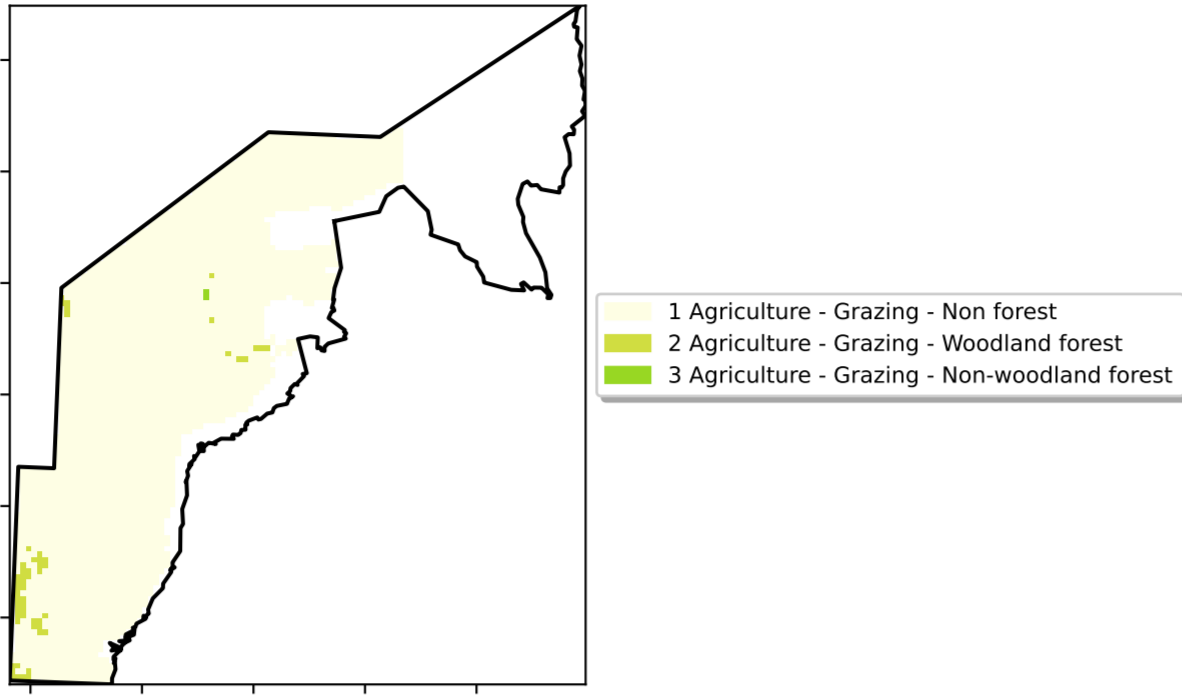 1 Agriculture - Grazing - Non forest
2 Agriculture - Grazing - Woodland forest
3 Agriculture - Grazing - Non-woodland forest